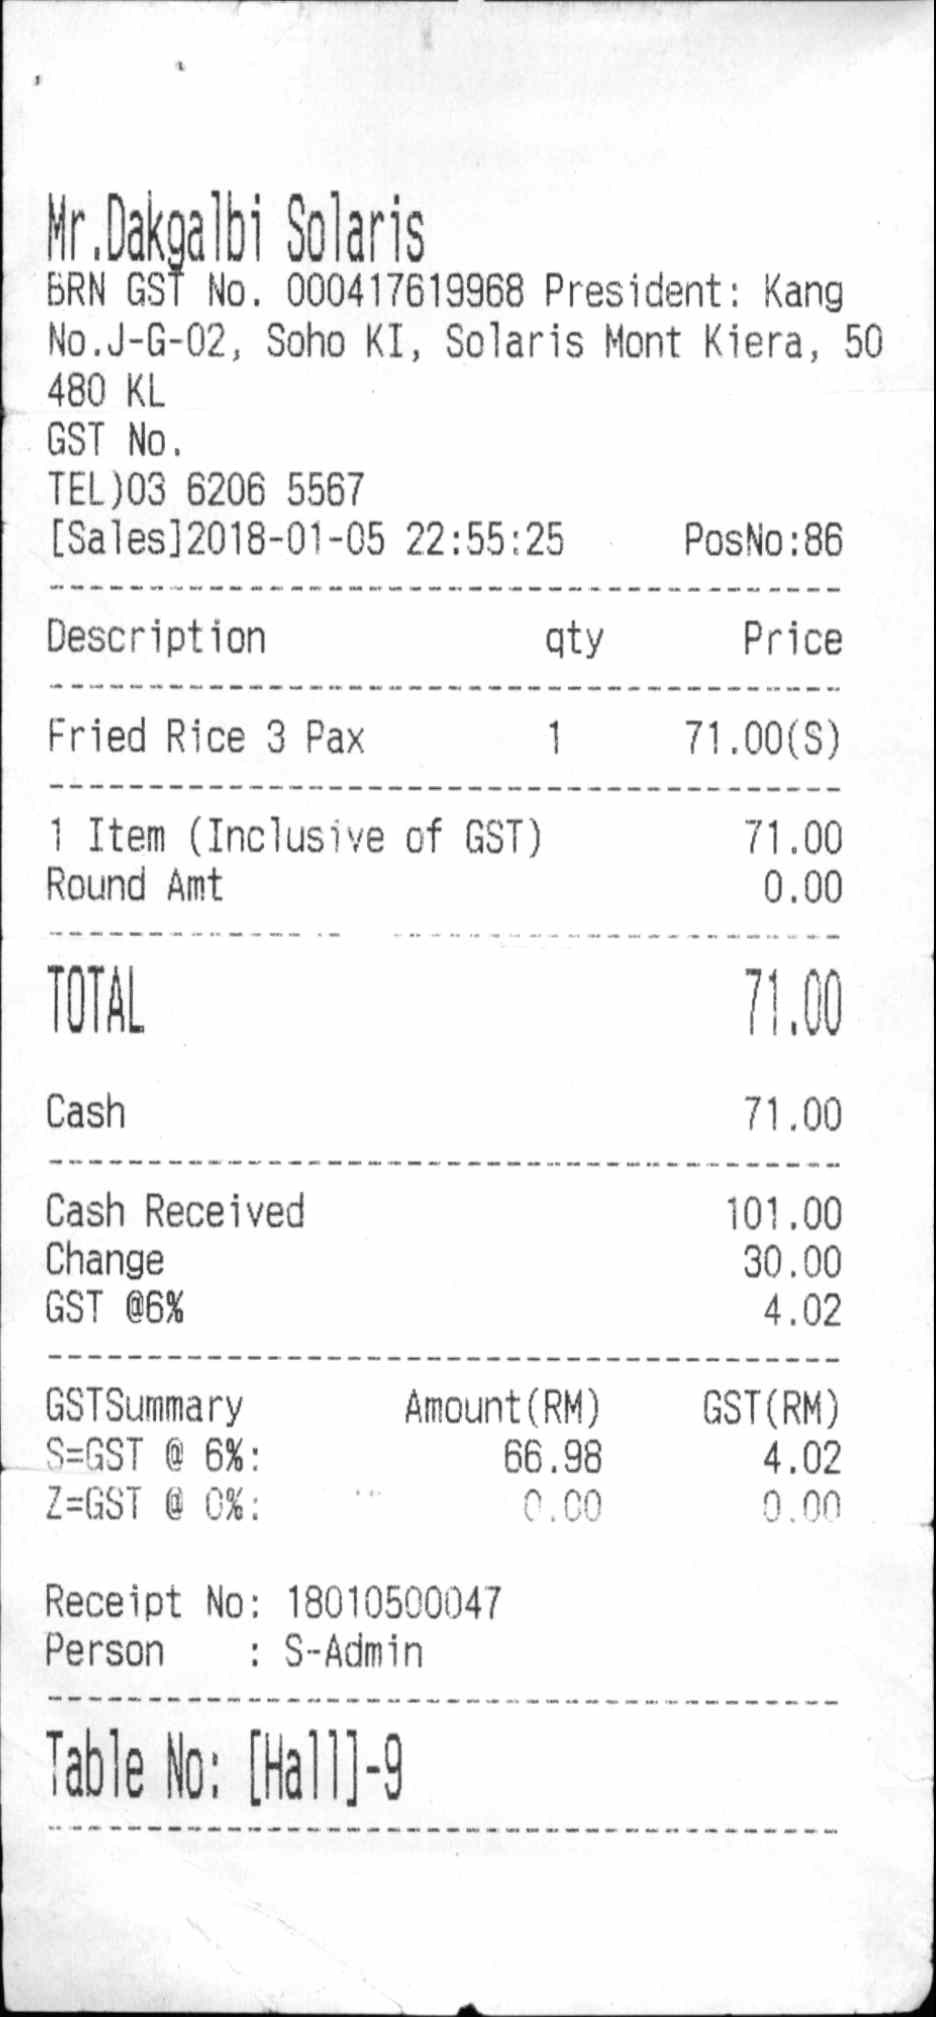 Mr.Dakgalbi Solaris
BRN GST No. 000417619968 President: Kang
No.J-G-02, Soho KI, Solaris Mont Kiera, 50
480 KL
GST No.
TEL)03 6206 5567
[Sales]2018-01-05 22:55:25 PosNo:86
Description qty Price
Fried Rice 3 Pax 1 71.00(S)
1 Item (Inclusive of GST) 71.00
Round Amt 0.00
TOTAL 71.00
Cash 71.00
Cash Received 101.00
Change 30.00
GST @6% 4.02
GSTSummary Amount(RM) GST(RM)
S=GST @ 6%: 66.98 4.02
Z=GST @ 0%: 0.00 0.00
Receipt No: 18010500047
Person : S-Admin
Table No: [Hall]-9